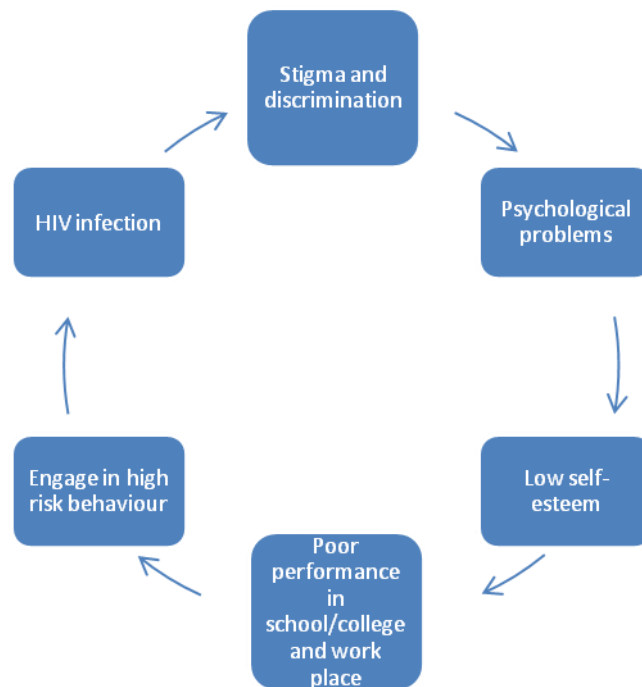 Stigma and
discrimination
Psychological
problems
Low self-
esteem
Poor
performance
in
school/college
and work
place
Engage in high
risk behaviour
HIV infection